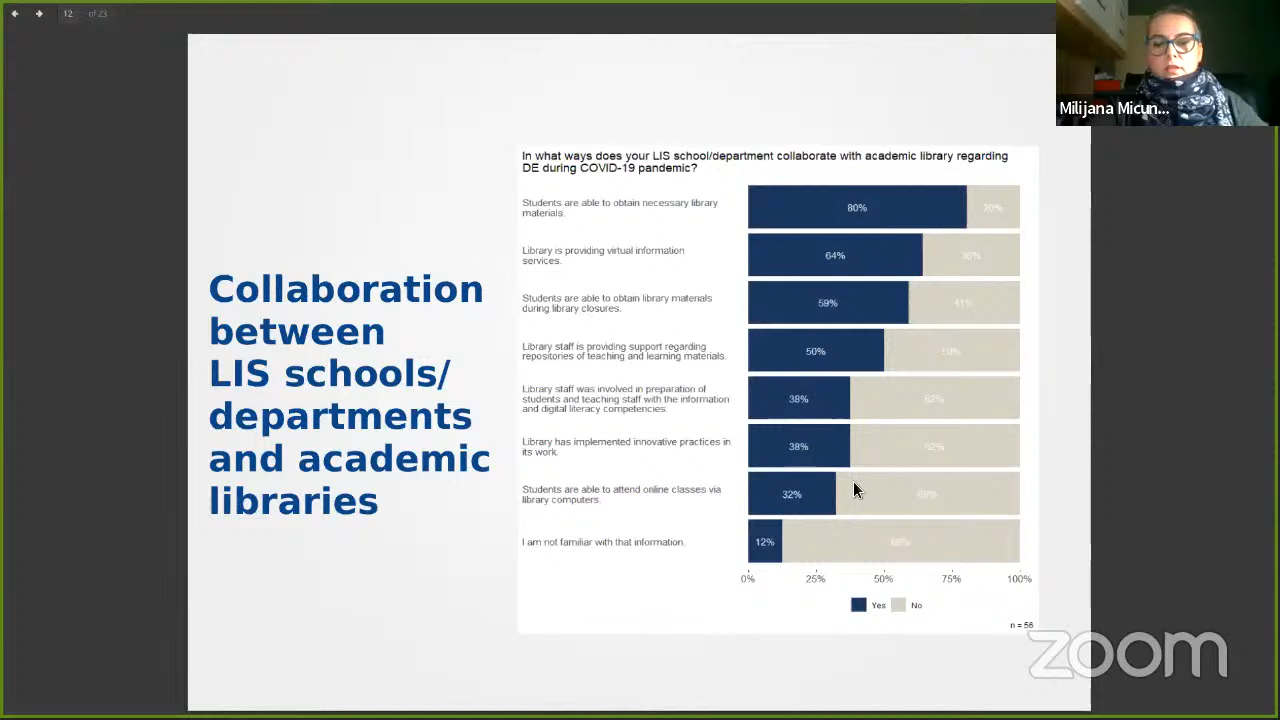 12 of 23
Milijana Micun...
In what ways does your LIS school/department collaborate with academic library regarding
DE during COVID-19 pandemic?
Collaboration
between
LIS schools/
departments
and academic
libraries
Students are able to obtain necessary library
materials.
80% 20%
Library is providing virtual information
services.
64% 36%
Students are able to obtain library materials
during library closures.
59% 41%
Library staff is providing support regarding
repositories of teaching and learning materials.
50% 50%
Library staff was involved in preparation of
students and teaching staff with the information
and digital literacy competencies.
38% 62%
Library has implemented innovative practices in
its work.
38% 62%
Students are able to attend online classes via
library computers.
32% 68%
I am not familiar with that information.
12% 88%
0% 25% 50% 75% 100%
Yes No
n = 56
zoom